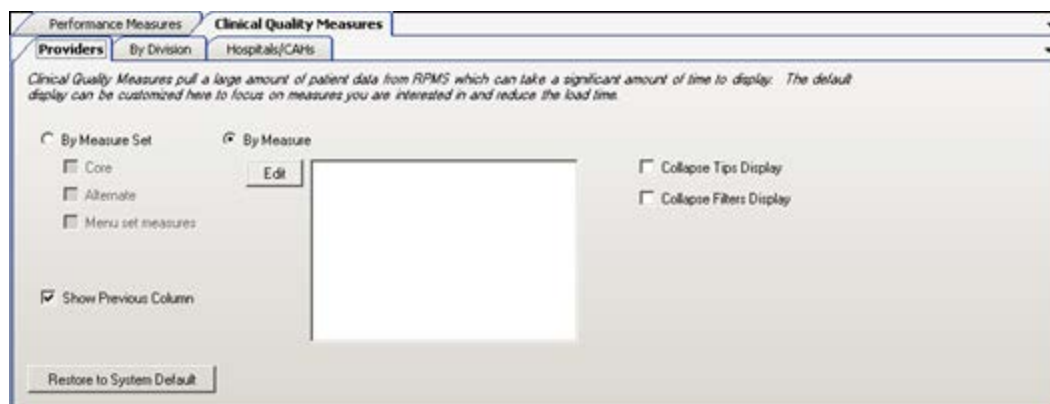 Performance Measures Clinical Quality Measures
Providers By Division Hospitals/CAHs
Clinical Quality Measures pull a large amount of patient data from RPMS which can take a significant amount of time to display. The default
display can be customized here to focus on measures you are interested in and reduce the load time.
By Measure Set By Measure
Core Edit Collapse Tips Display
Alternate Collapse Filters Display
Menu set measures
Show Previous Column
Restore to System Default